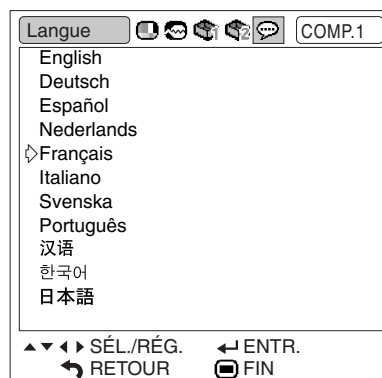 Langue COMP.1
English
Deutsch
Español
Nederlands
Français
Italiano
Svenska
Português
汉语
한국어
日本語
SÉL./RÉG. ENTR.
RETOUR FIN